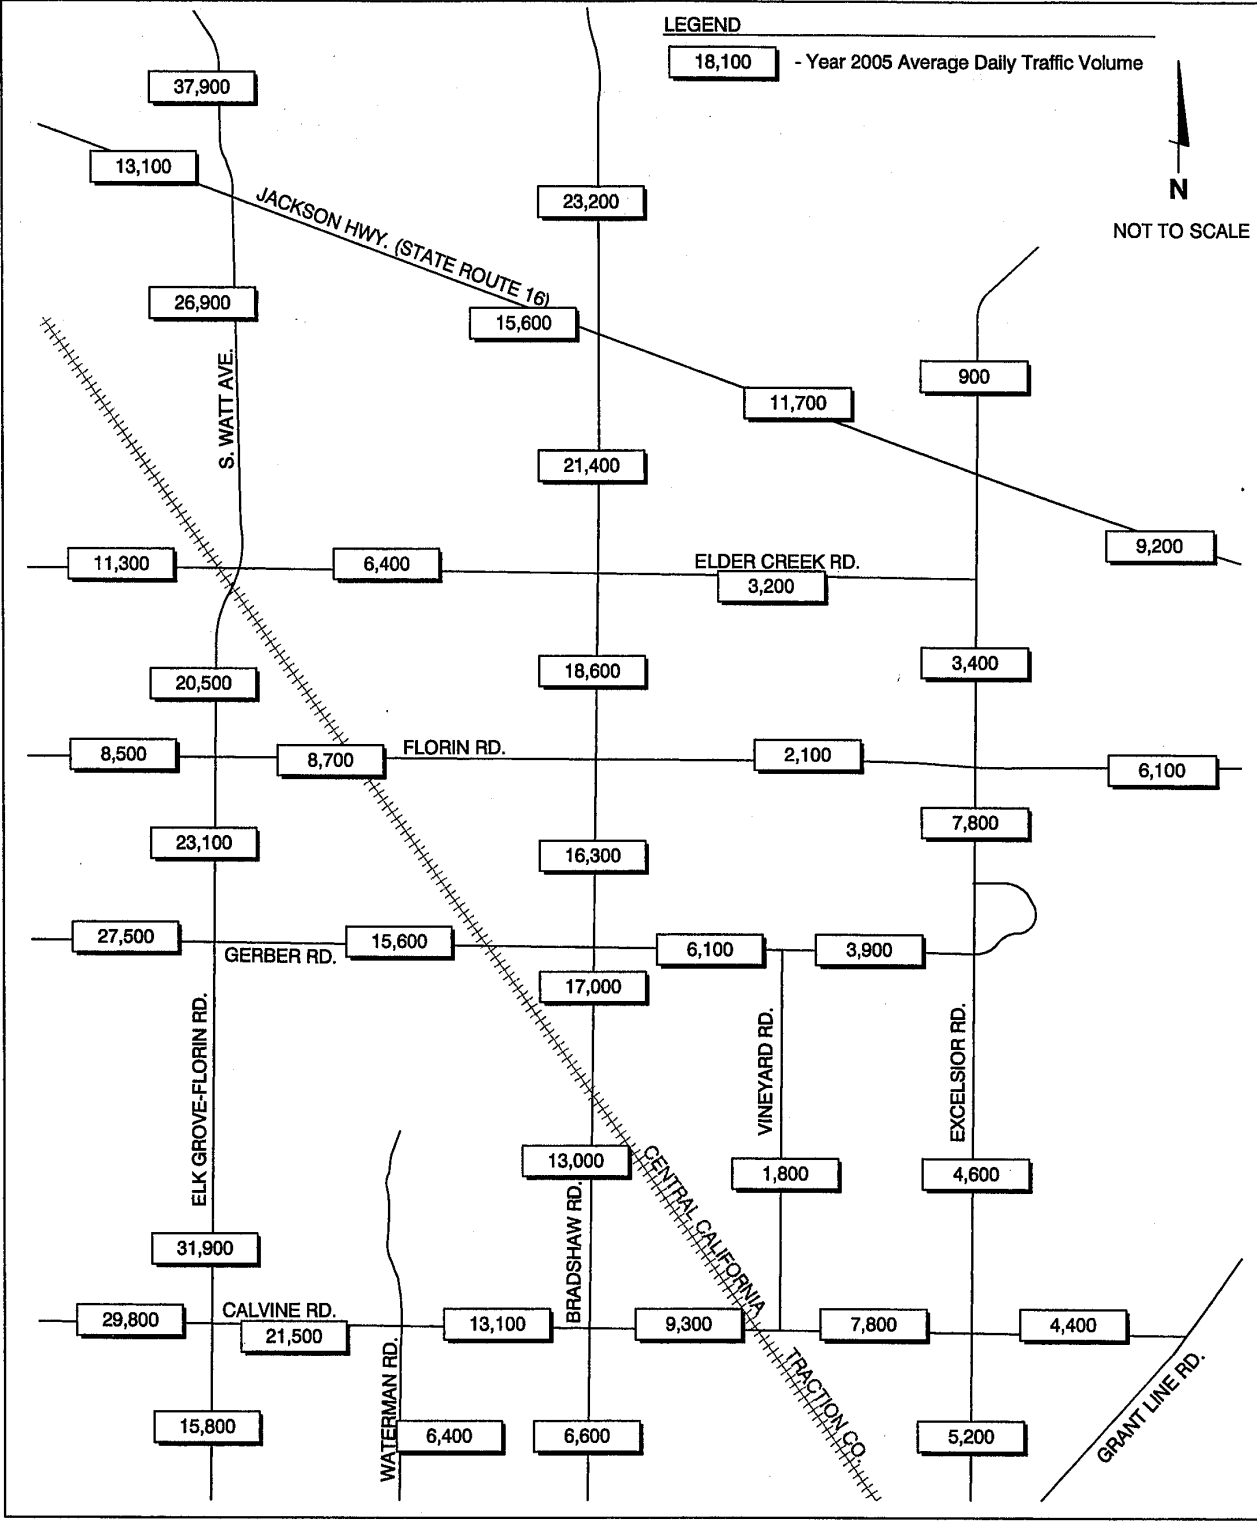 LEGEND
18,100 - Year 2005 Average Daily Traffic Volume
37,900
13,100
N
23,200
JACKSON HWY. (STATE ROUTE 16)
NOT TO SCALE
26,900
15,600
S. WATT AVE.
900
11,700
21,400
9,200
11,300
6,400
ELDER CREEK RD.
3,200
20,500
18,600
3,400
8,500
8,700
FLORIN RD.
2,100
6,100
23,100
16,300
7,800
27,500
GERBER RD.
15,600
6,100
3,900
17,000
ELK GROVE-FLORIN RD.
VINEYARD RD.
EXCELSIOR RD.
13,000
1,800
4,600
CENTRAL CALIFORNIA
TRACTION CO.
BRADSHAW RD.
31,900
29,800
CALVINE RD.
21,500
13,100
9,300
7,800
4,400
WATERMAN RD.
GRANT LINE RD.
15,800
6,400
6,600
5,200